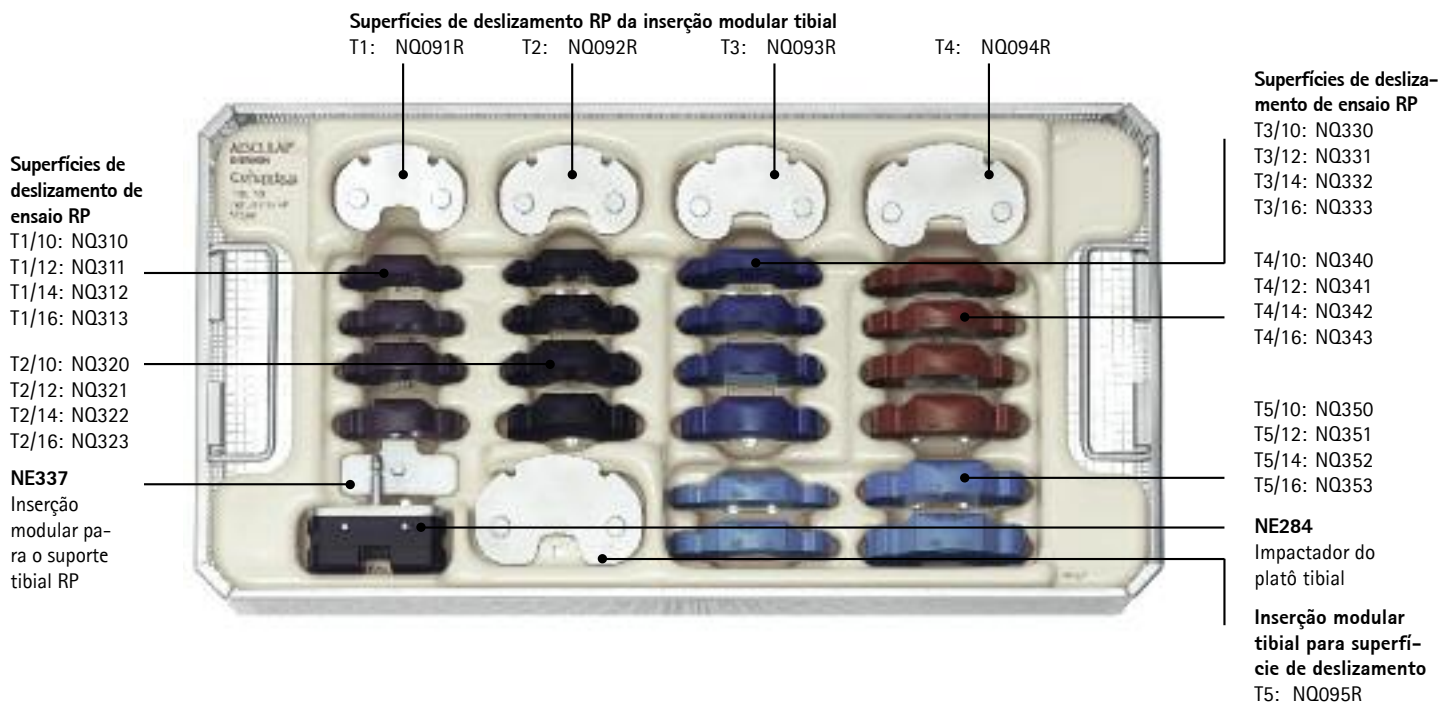 Superfícies de deslizamento RP da inserção modular tibial
T1: NQ091R
T2: NQ092R
T3: NQ093R
T4: NQ094R
Superfícies de
deslizamento de
ensaio RP
T1/10: NQ310
T1/12: NQ311
T1/14: NQ312
T1/16: NQ313
T2/10: NQ320
T2/12: NQ321
T2/14: NQ322
T2/16: NQ323
NE337
Inserção
modular pa-
ra o suporte
tibial RP
AESCULAP
Columbus
Superfícies de desliza-
mento de ensaio RP
T3/10: NQ330
T3/12: NQ331
T3/14: NQ332
T3/16: NQ333
T4/10: NQ340
T4/12: NQ341
T4/14: NQ342
T4/16: NQ343
T5/10: NQ350
T5/12: NQ351
T5/14: NQ352
T5/16: NQ353
NE284
Impactador do
platô tibial
Inserção modular
tibial para superfí-
cie de deslizamento
T5: NQ095R